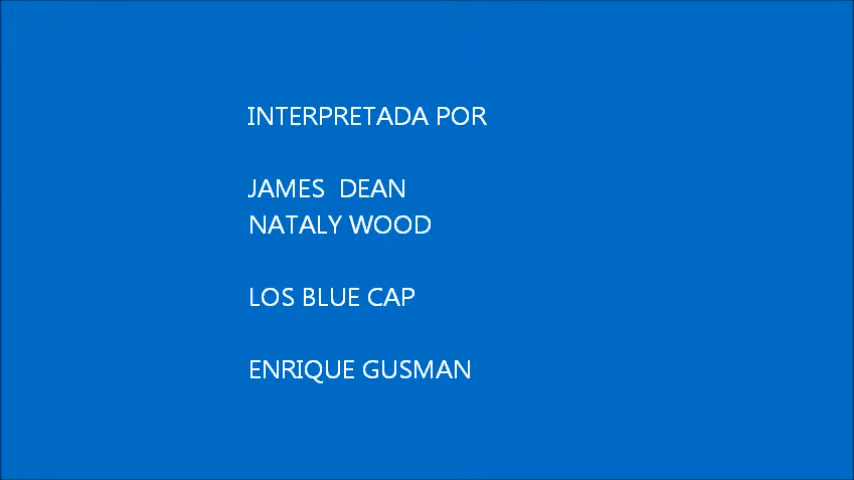 INTERPRETADA POR
JAMES  DEAN
NATALY WOOD
LOS BLUE CAP
ENRIQUE GUSMAN